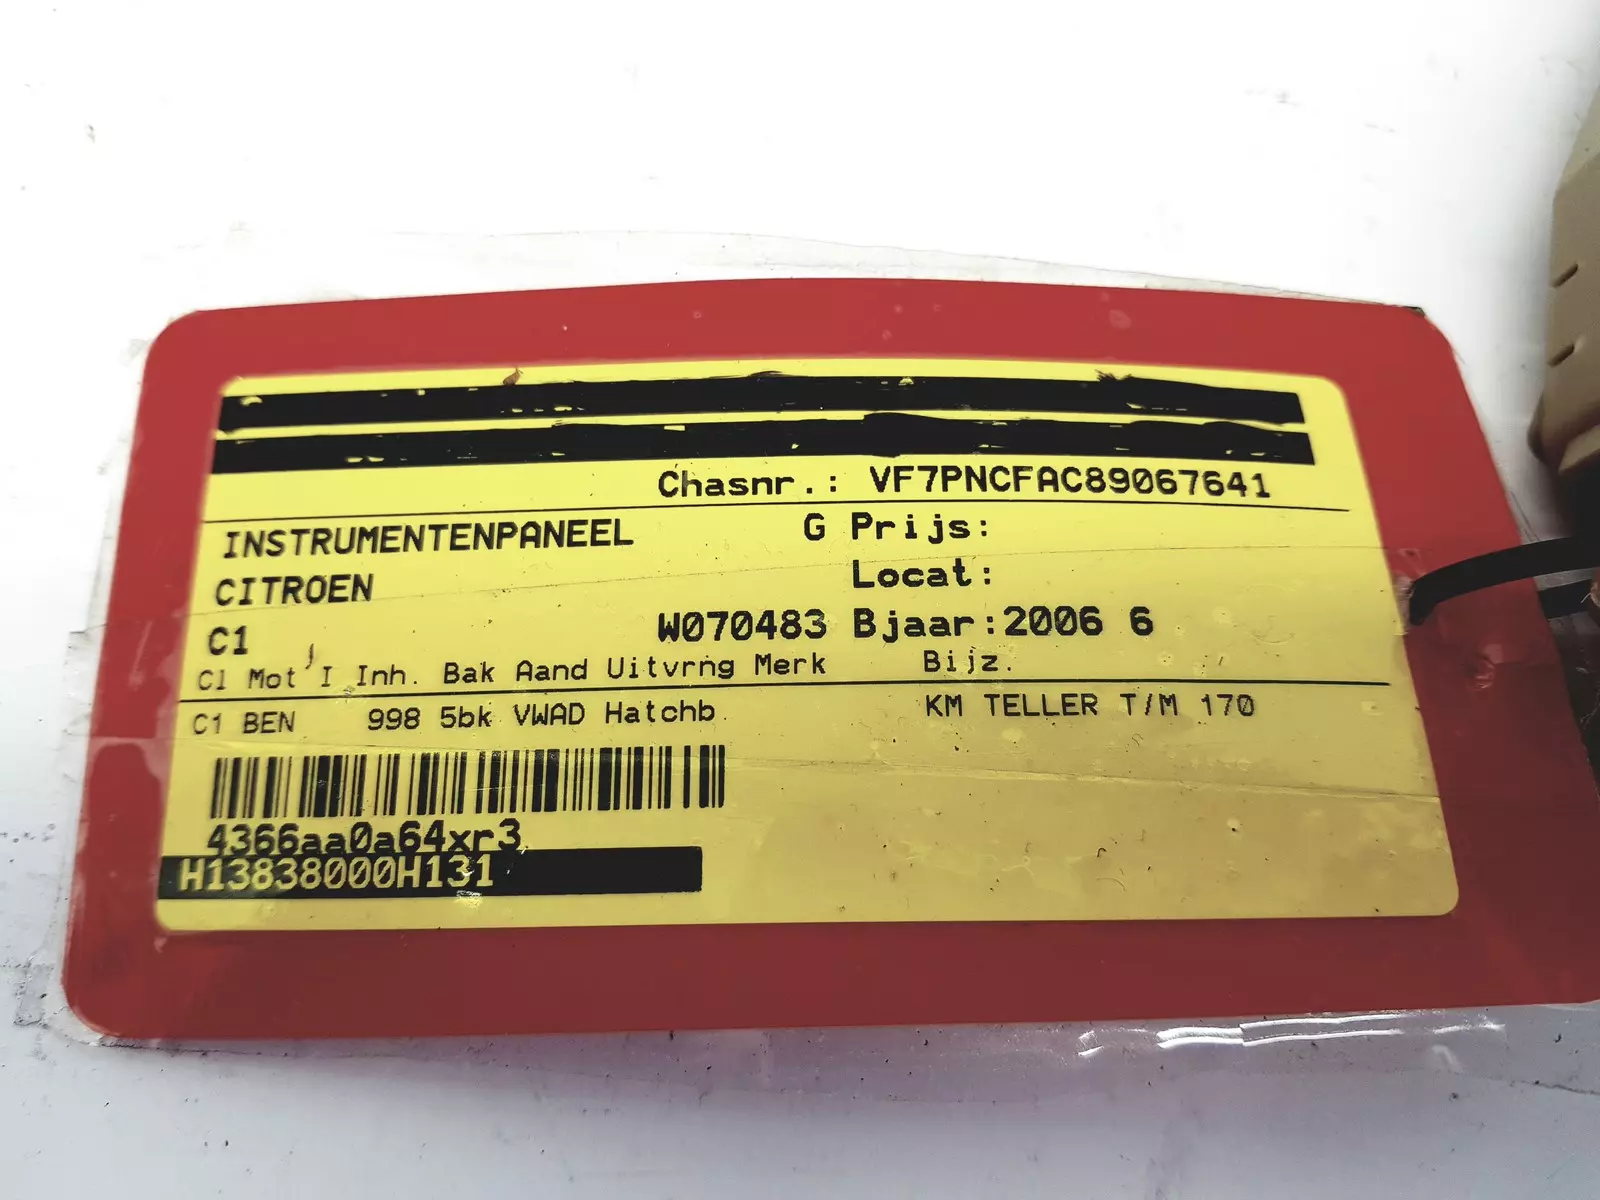 Chasnr.: VF7PNCFAC89067641
INSTRUMENTENPANEEL G Prijs:
CITROEN Locat:
C1 W070483 Bjaar:2006 6
Cl Mot'I Inh. Bak Aand Uitvrng Merk Bijz.
C1 BEN 998 5bk VWAD Hatchb. KM TELLER T/M 170
4366aa0a64xr3
H13838000H131